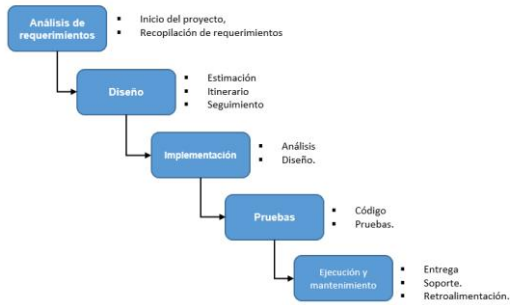 Análisis de
requerimientos
▪ Inicio del proyecto,
▪ Recopilación de requerimientos
Diseño
▪ Estimación
▪ Itinerario
▪ Seguimiento
Implementación
▪ Análisis
▪ Diseño.
Pruebas
▪ Código
▪ Pruebas.
Ejecución y
mantenimiento
▪ Entrega
▪ Soporte.
▪ Retroalimentación.